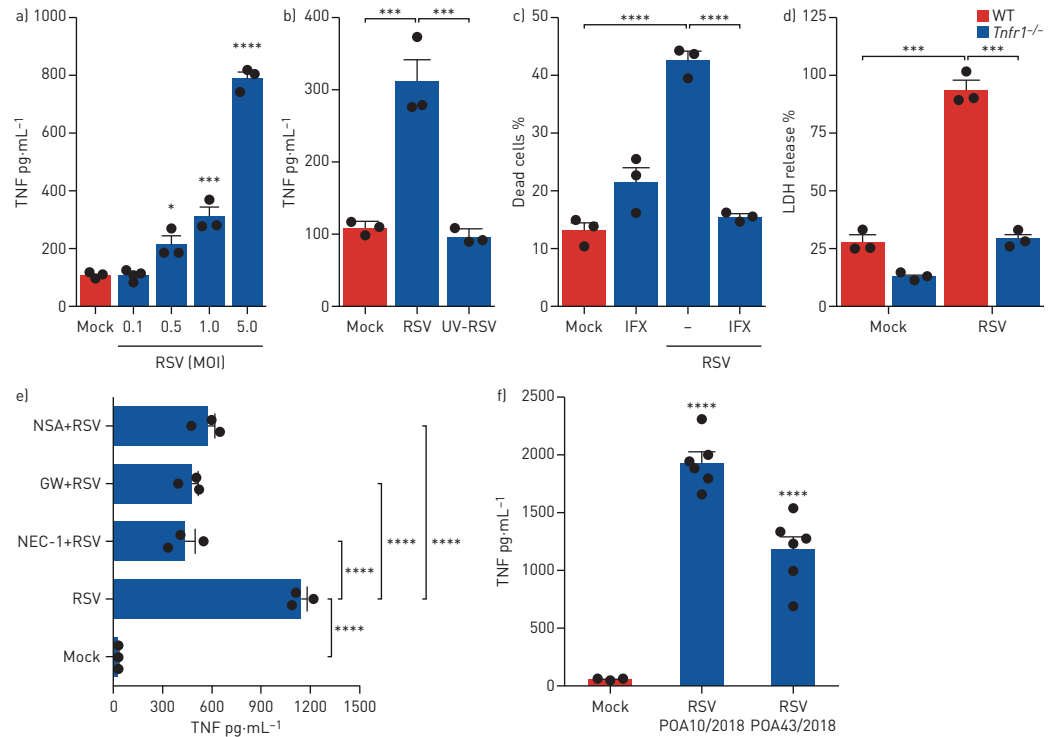 a)
1000
800
600
400
200
0
TNF pg·mL⁻¹
*
***
****
Mock 0.1 0.5 1.0 5.0
RSV (MOI)
b)
400
300
200
100
0
TNF pg·mL⁻¹
*** ***
Mock RSV UV-RSV
c)
50
40
30
20
10
0
Dead cells %
**** ****
Mock IFX – IFX
RSV
d)
WT
Tnfr1⁻/⁻
125
100
75
50
25
0
LDH release %
*** ***
Mock RSV
e)
NSA+RSV
GW+RSV
NEC-1+RSV
RSV
Mock
**** **** ****
****
0 300 600 900 1200 1500
TNF pg·mL⁻¹
f)
2500
2000
1500
1000
500
0
TNF pg·mL⁻¹
****
****
Mock RSV RSV
POA10/2018 POA43/2018